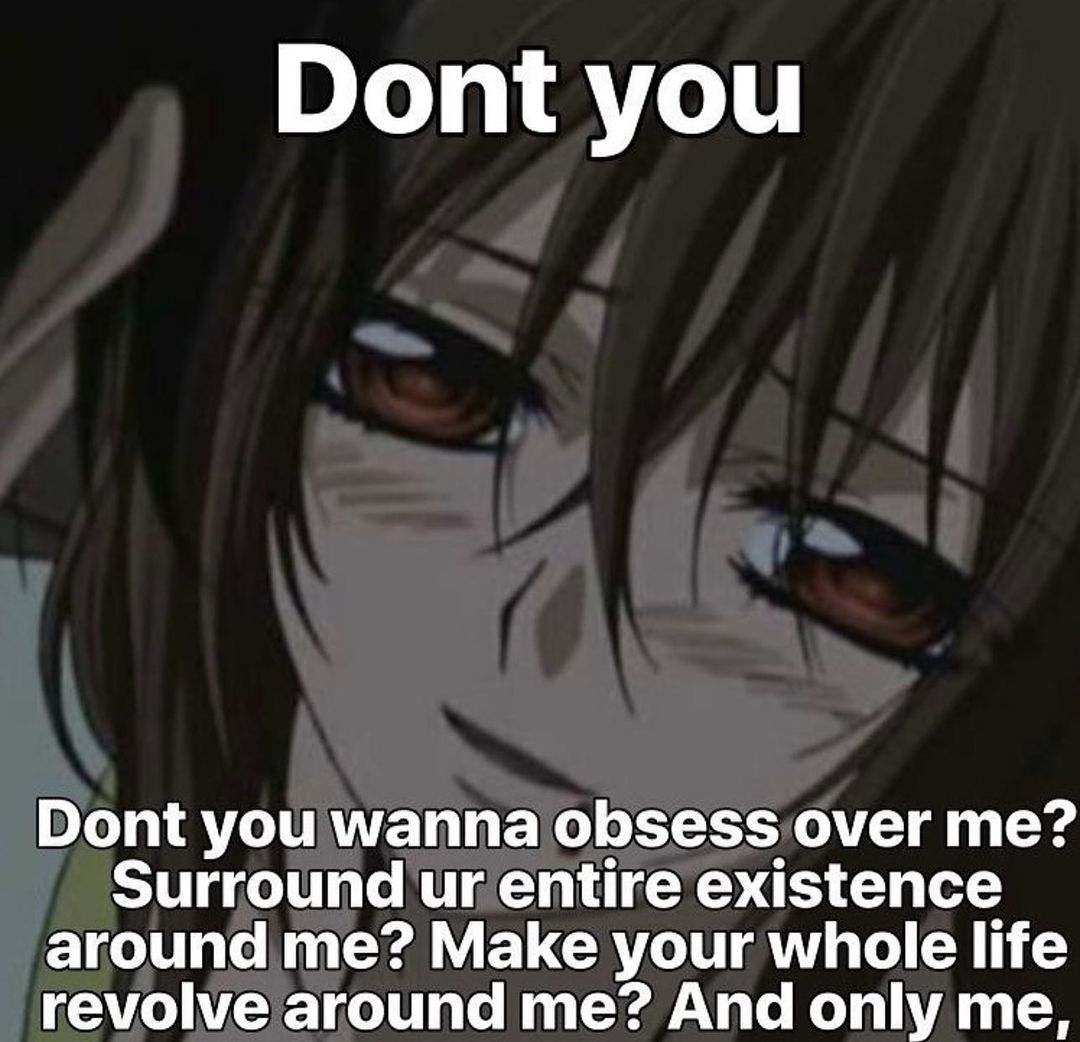 Dont you
Dont you wanna obsess over me?
Surround ur entire existence
around me? Make your whole life
revolve around me? And only me,